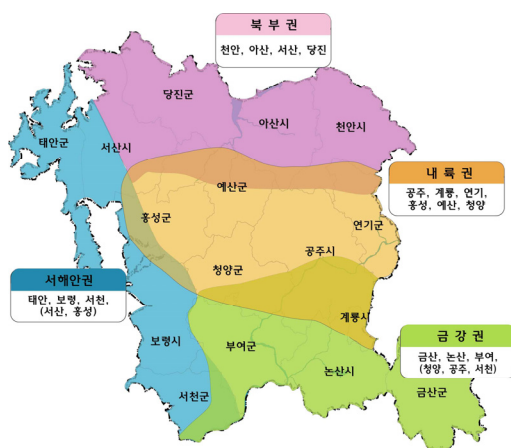 북부권
천안, 아산, 서산, 당진
당진군
아산시
천안시
태안군
서산시
예산군
내륙권
공주, 계룡, 연기,
홍성, 예산, 청양
홍성군
연기군
공주시
청양군
서해안권
태안, 보령, 서천,
(서산, 홍성)
계룡시
보령시
부여군
금강권
금산, 논산, 부여,
(청양, 공주, 서천)
논산시
서천군
금산군